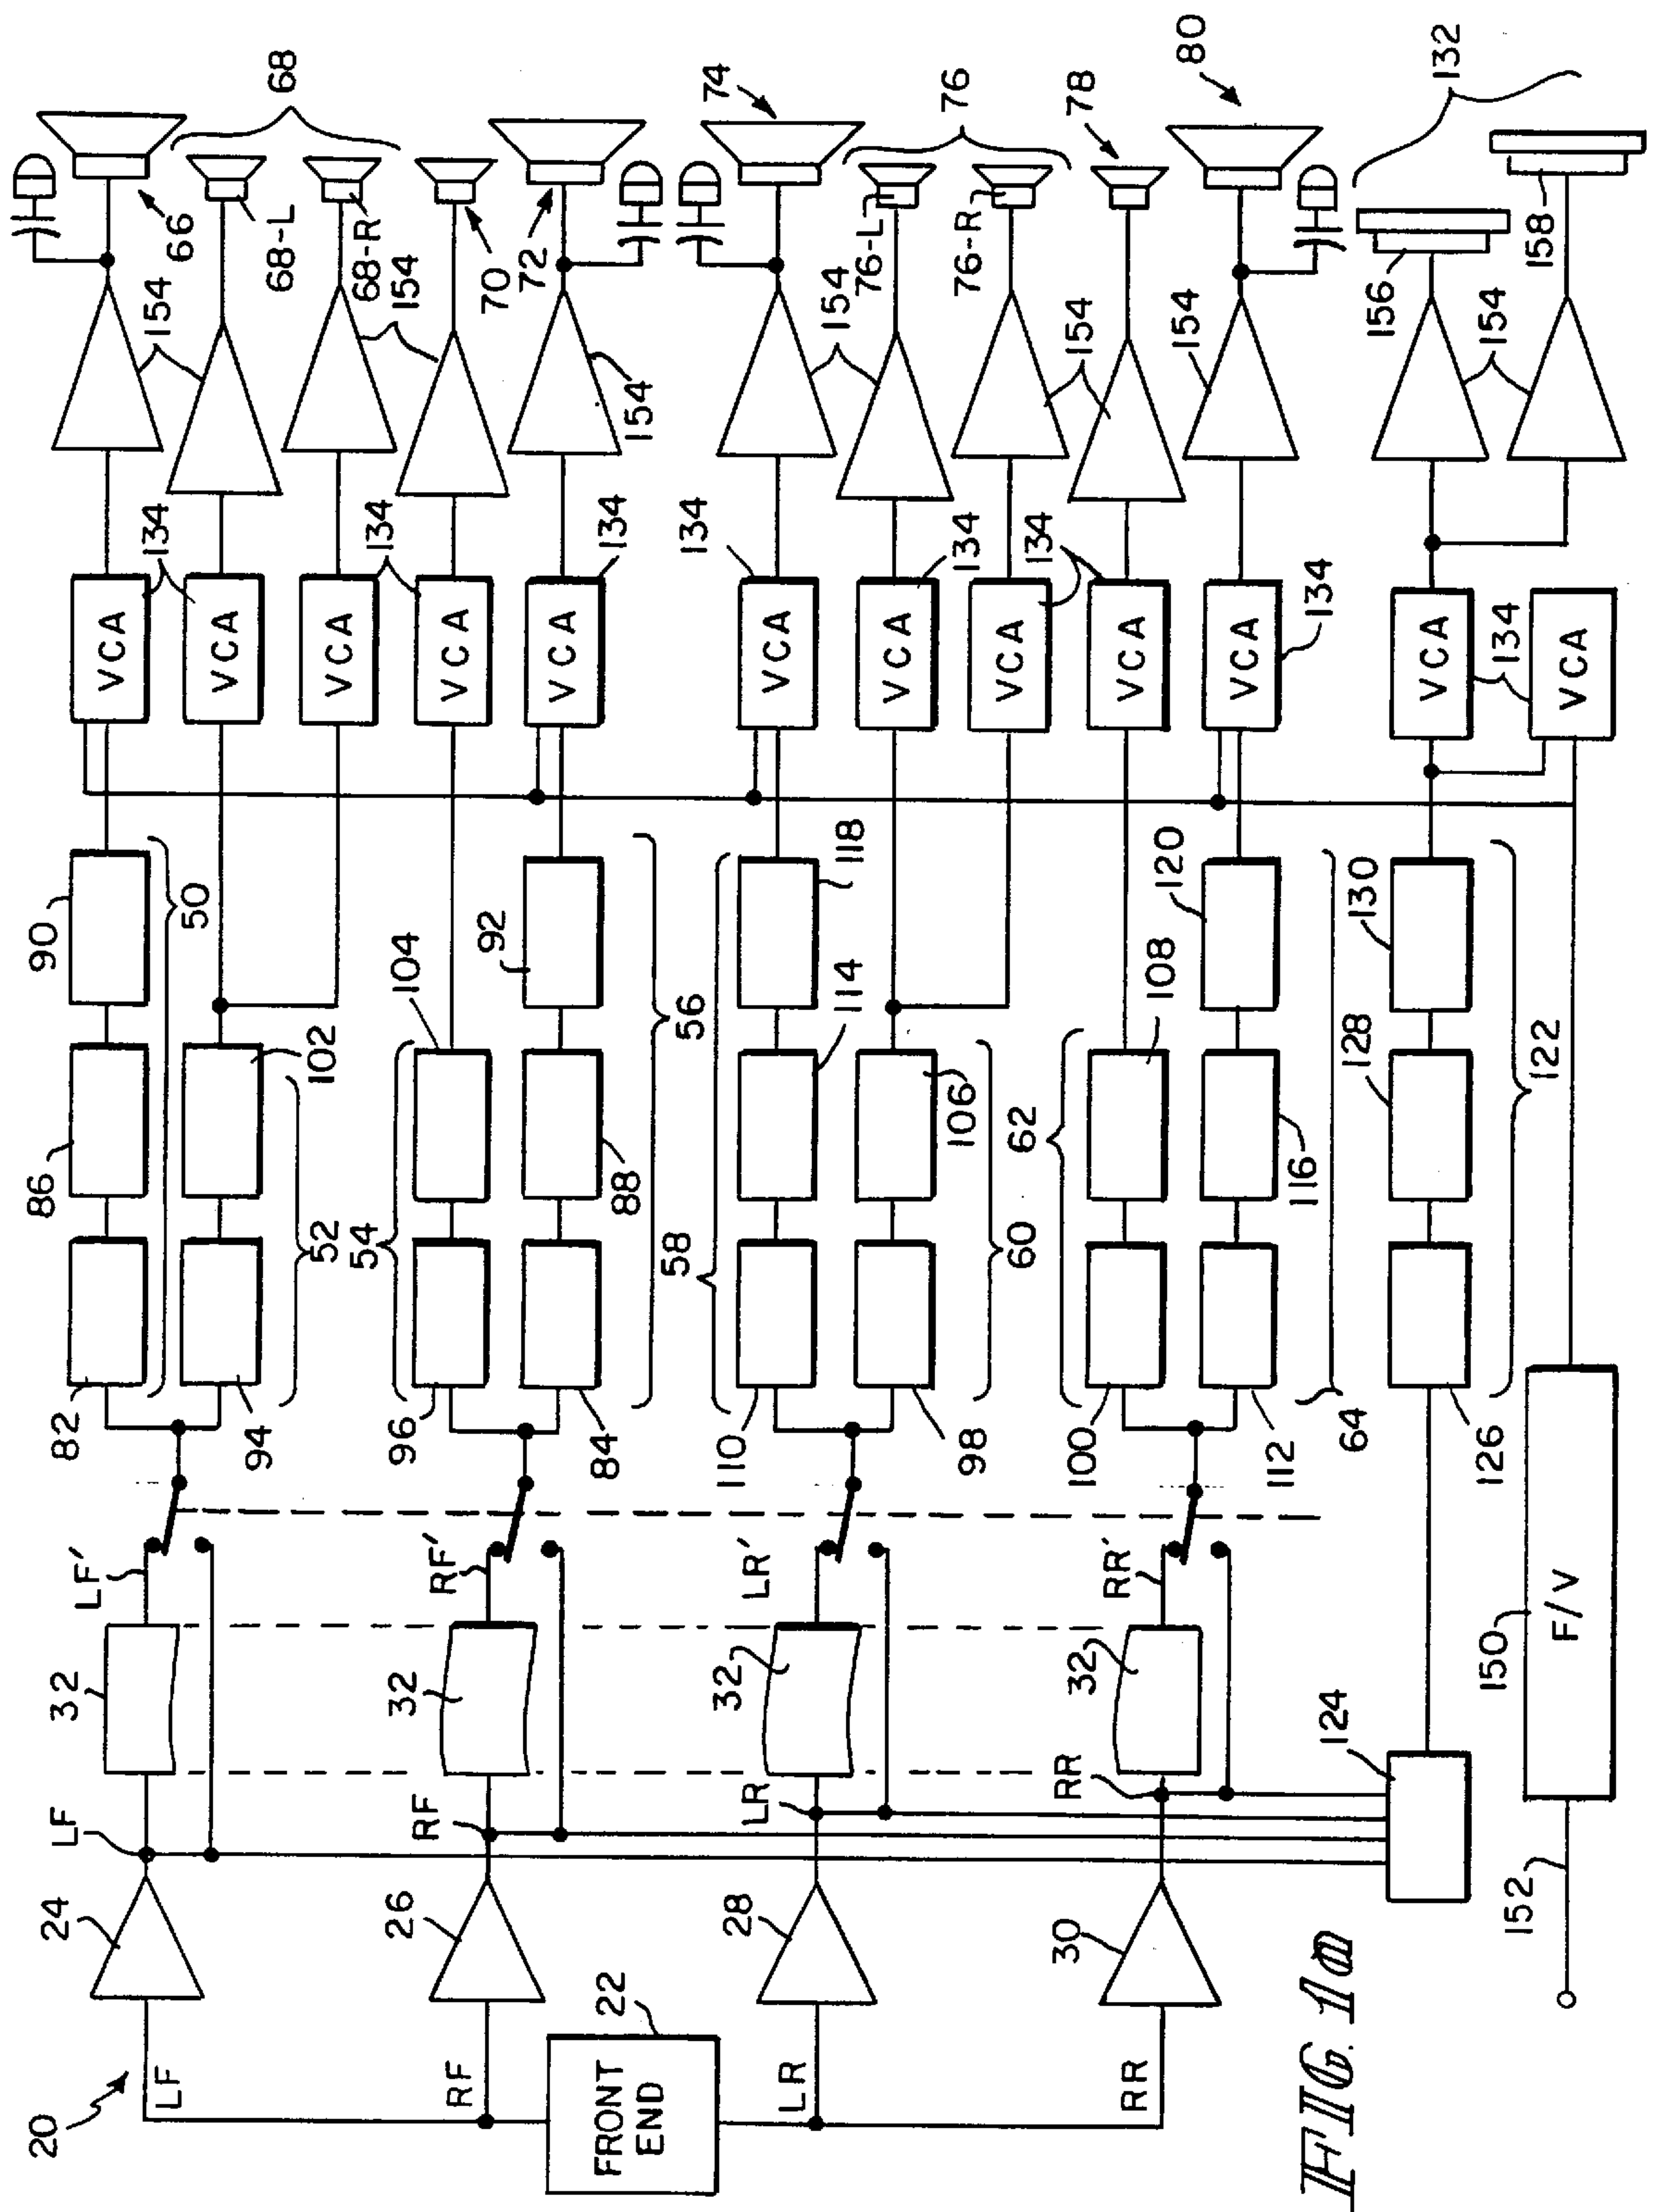 20
LF
RF
LR
RR
FRONT
END
22
24
26
28
30
LF
RF
LR
RR
32
32
32
32
LF'
RF'
LR'
RR'
124
152
150
F/V
82
94
96
84
110
98
100
112
126
86
102
104
88
114
106
108
116
128
90
92
118
120
130
50
52
54
56
58
60
62
64
122
VCA
VCA
VCA
VCA
VCA
VCA
VCA
VCA
VCA
VCA
VCA
VCA
134
134
134
134
134
134
134
134
154
154
154
154
154
154
154
66
68-L
68-R
68
70
72
74
76-L
76-R
76
78
80
156
158
132
FIG. 1a